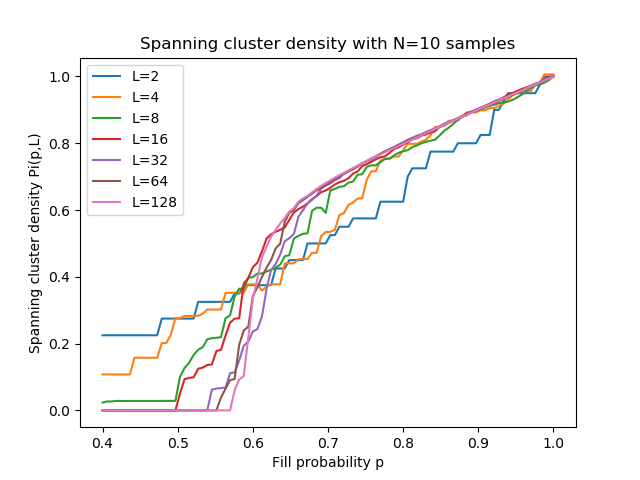 Spanning cluster density with N=10 samples
Spanning cluster density Pi(p,L)
1.0
0.8
0.6
0.4
0.2
0.0
L=2
L=4
L=8
L=16
L=32
L=64
L=128
0.4 0.5 0.6 0.7 0.8 0.9 1.0
Fill probability p